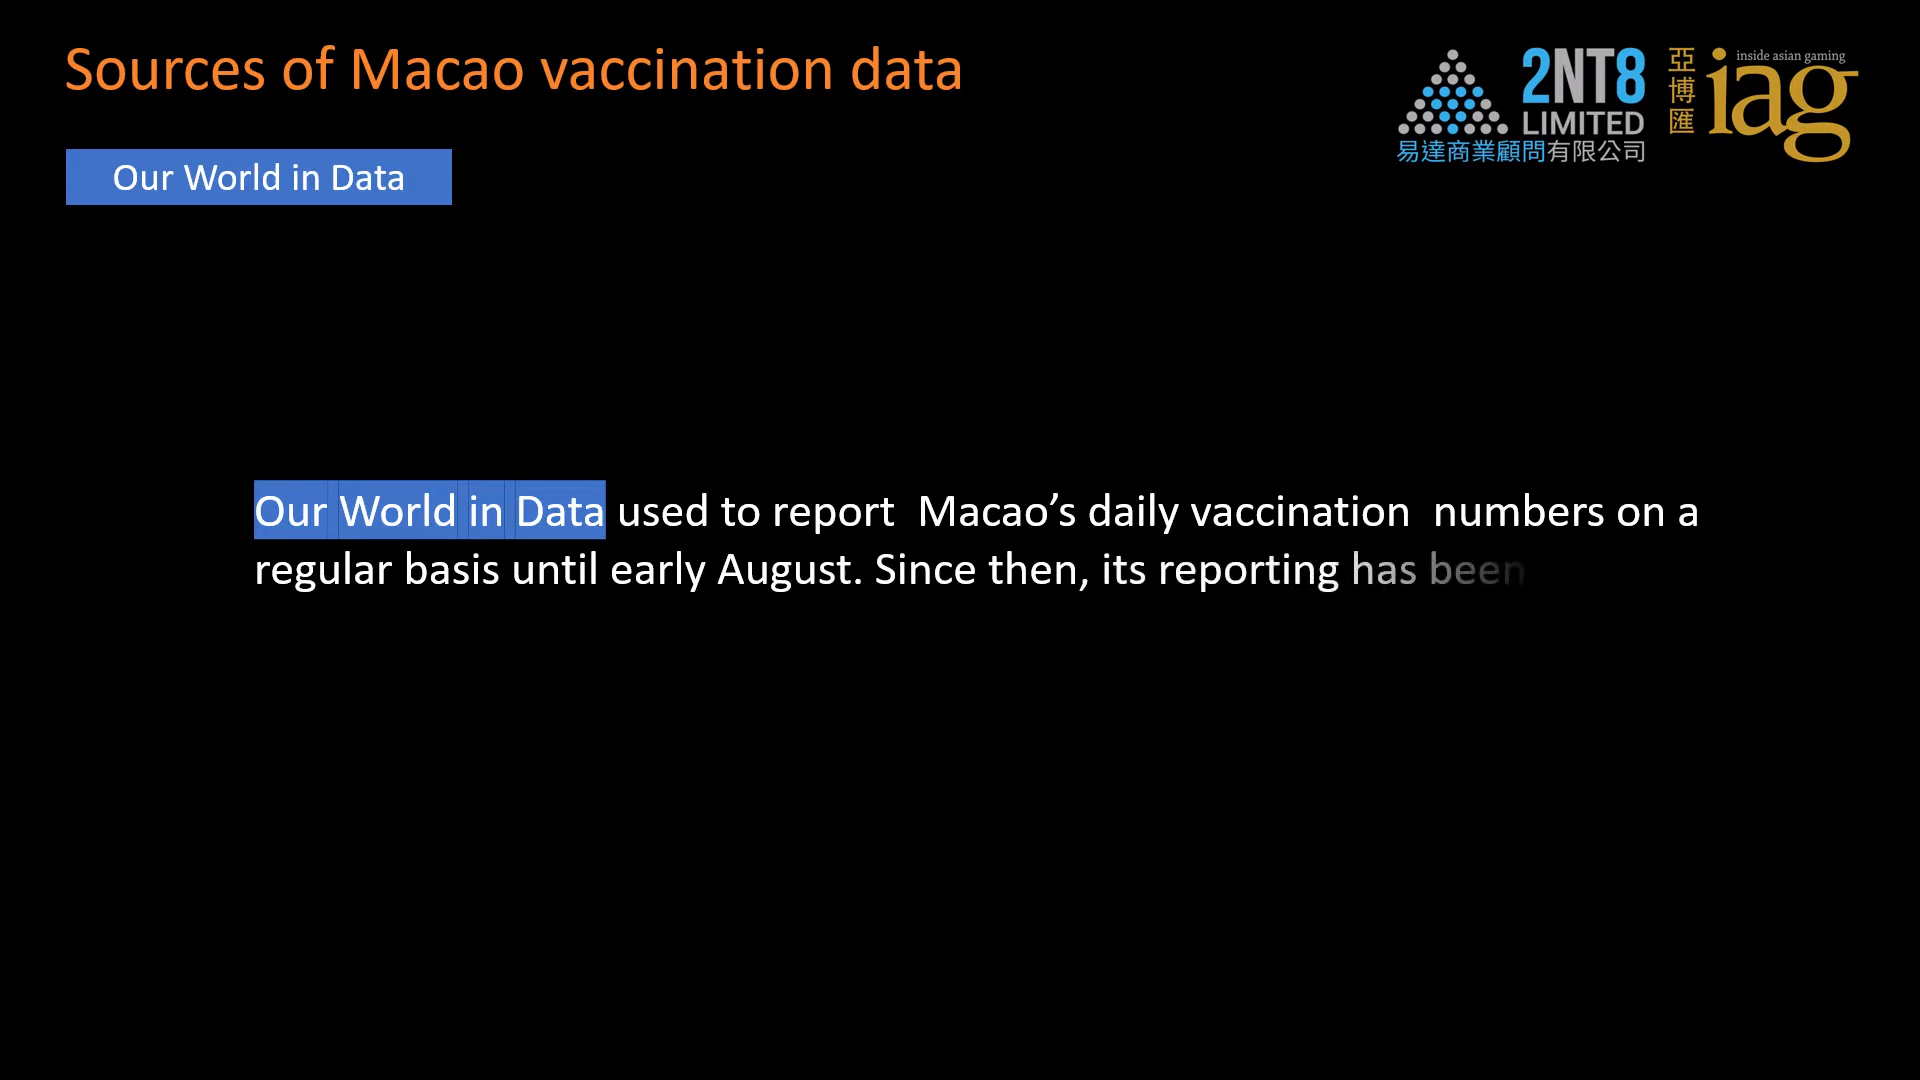 Sources of Macao vaccination data
Our World in Data
2NT8
LIMITED
易達商業顧問有限公司
亞博匯
inside asian gaming
iag
Our World in Data used to report  Macao’s daily vaccination  numbers on a
regular basis until early August. Since then, its reporting has been